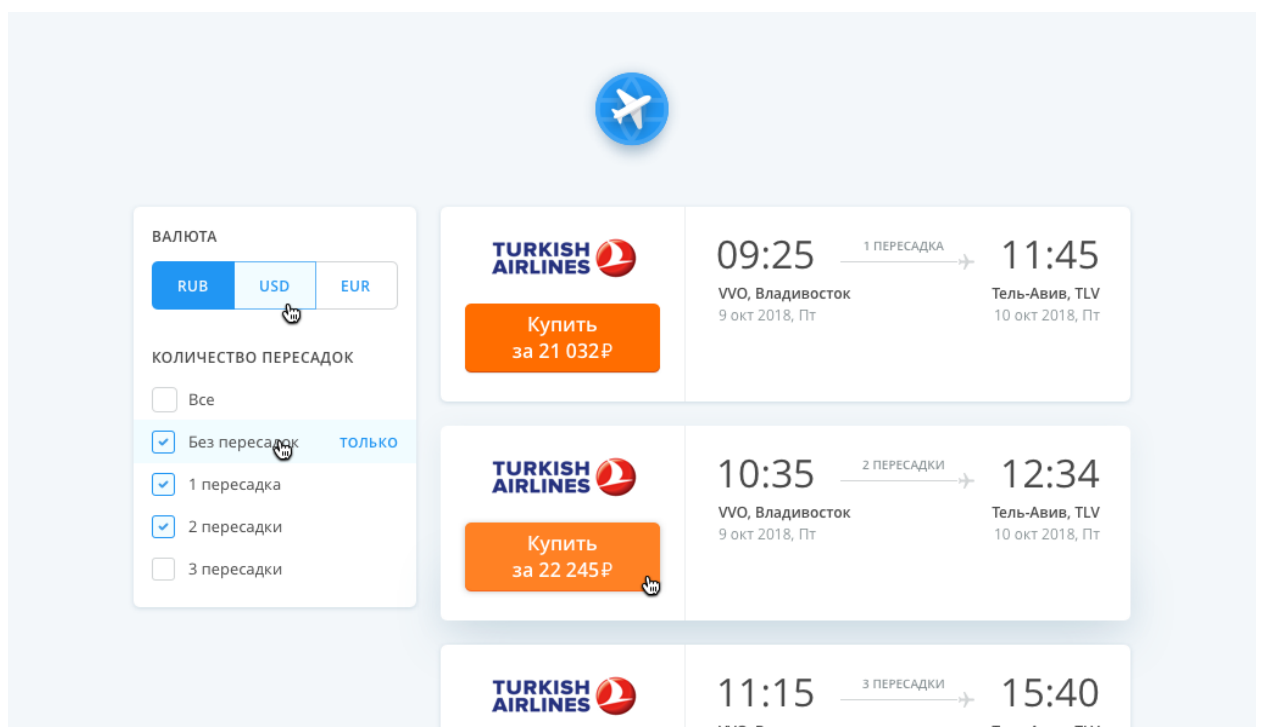 ВАЛЮТА
RUB USD EUR
КОЛИЧЕСТВО ПЕРЕСАДОК
Все
Без пересадок ТОЛЬКО
1 пересадка
2 пересадки
3 пересадки
TURKISH
AIRLINES
Купить
за 21 032₽
09:25 1 ПЕРЕСАДКА 11:45
VVO, Владивосток Тель-Авив, TLV
9 окт 2018, Пт 10 окт 2018, Пт
TURKISH
AIRLINES
Купить
за 22 245₽
10:35 2 ПЕРЕСАДКИ 12:34
VVO, Владивосток Тель-Авив, TLV
9 окт 2018, Пт 10 окт 2018, Пт
TURKISH
AIRLINES
11:15 3 ПЕРЕСАДКИ 15:40